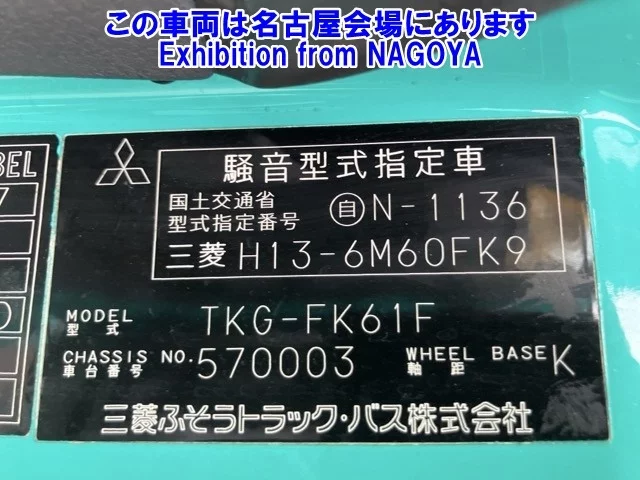 この車両は名古屋会場にあります
Exhibition from NAGOYA
BEL
騒音型式指定車
国土交通省
型式指定番号 自N-1136
三菱 H13-6M60FK9
MODEL
型式 TKG-FK61F
CHASSIS NO.
車台番号 570003 WHEEL BASE
軸距 K
三菱ふそうトラック・バス株式会社